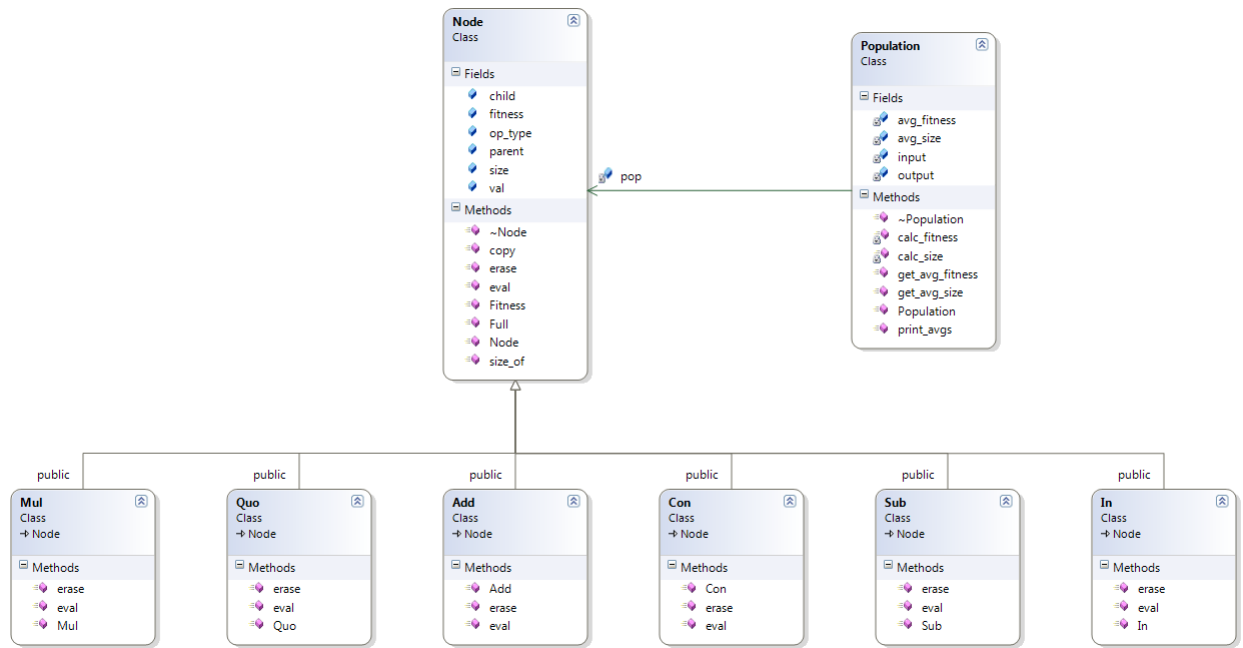 Node
Class
Fields
child
fitness
op_type
parent
size
val
Methods
~Node
copy
erase
eval
Fitness
Full
Node
size_of
pop
Population
Class
Fields
avg_fitness
avg_size
input
output
Methods
~Population
calc_fitness
calc_size
get_avg_fitness
get_avg_size
Population
print_avgs
public
Mul
Class
Node
Methods
erase
eval
Mul
public
Quo
Class
Node
Methods
erase
eval
Quo
public
Add
Class
Node
Methods
Add
erase
eval
public
Con
Class
Node
Methods
Con
erase
eval
public
Sub
Class
Node
Methods
erase
eval
Sub
public
In
Class
Node
Methods
erase
eval
In